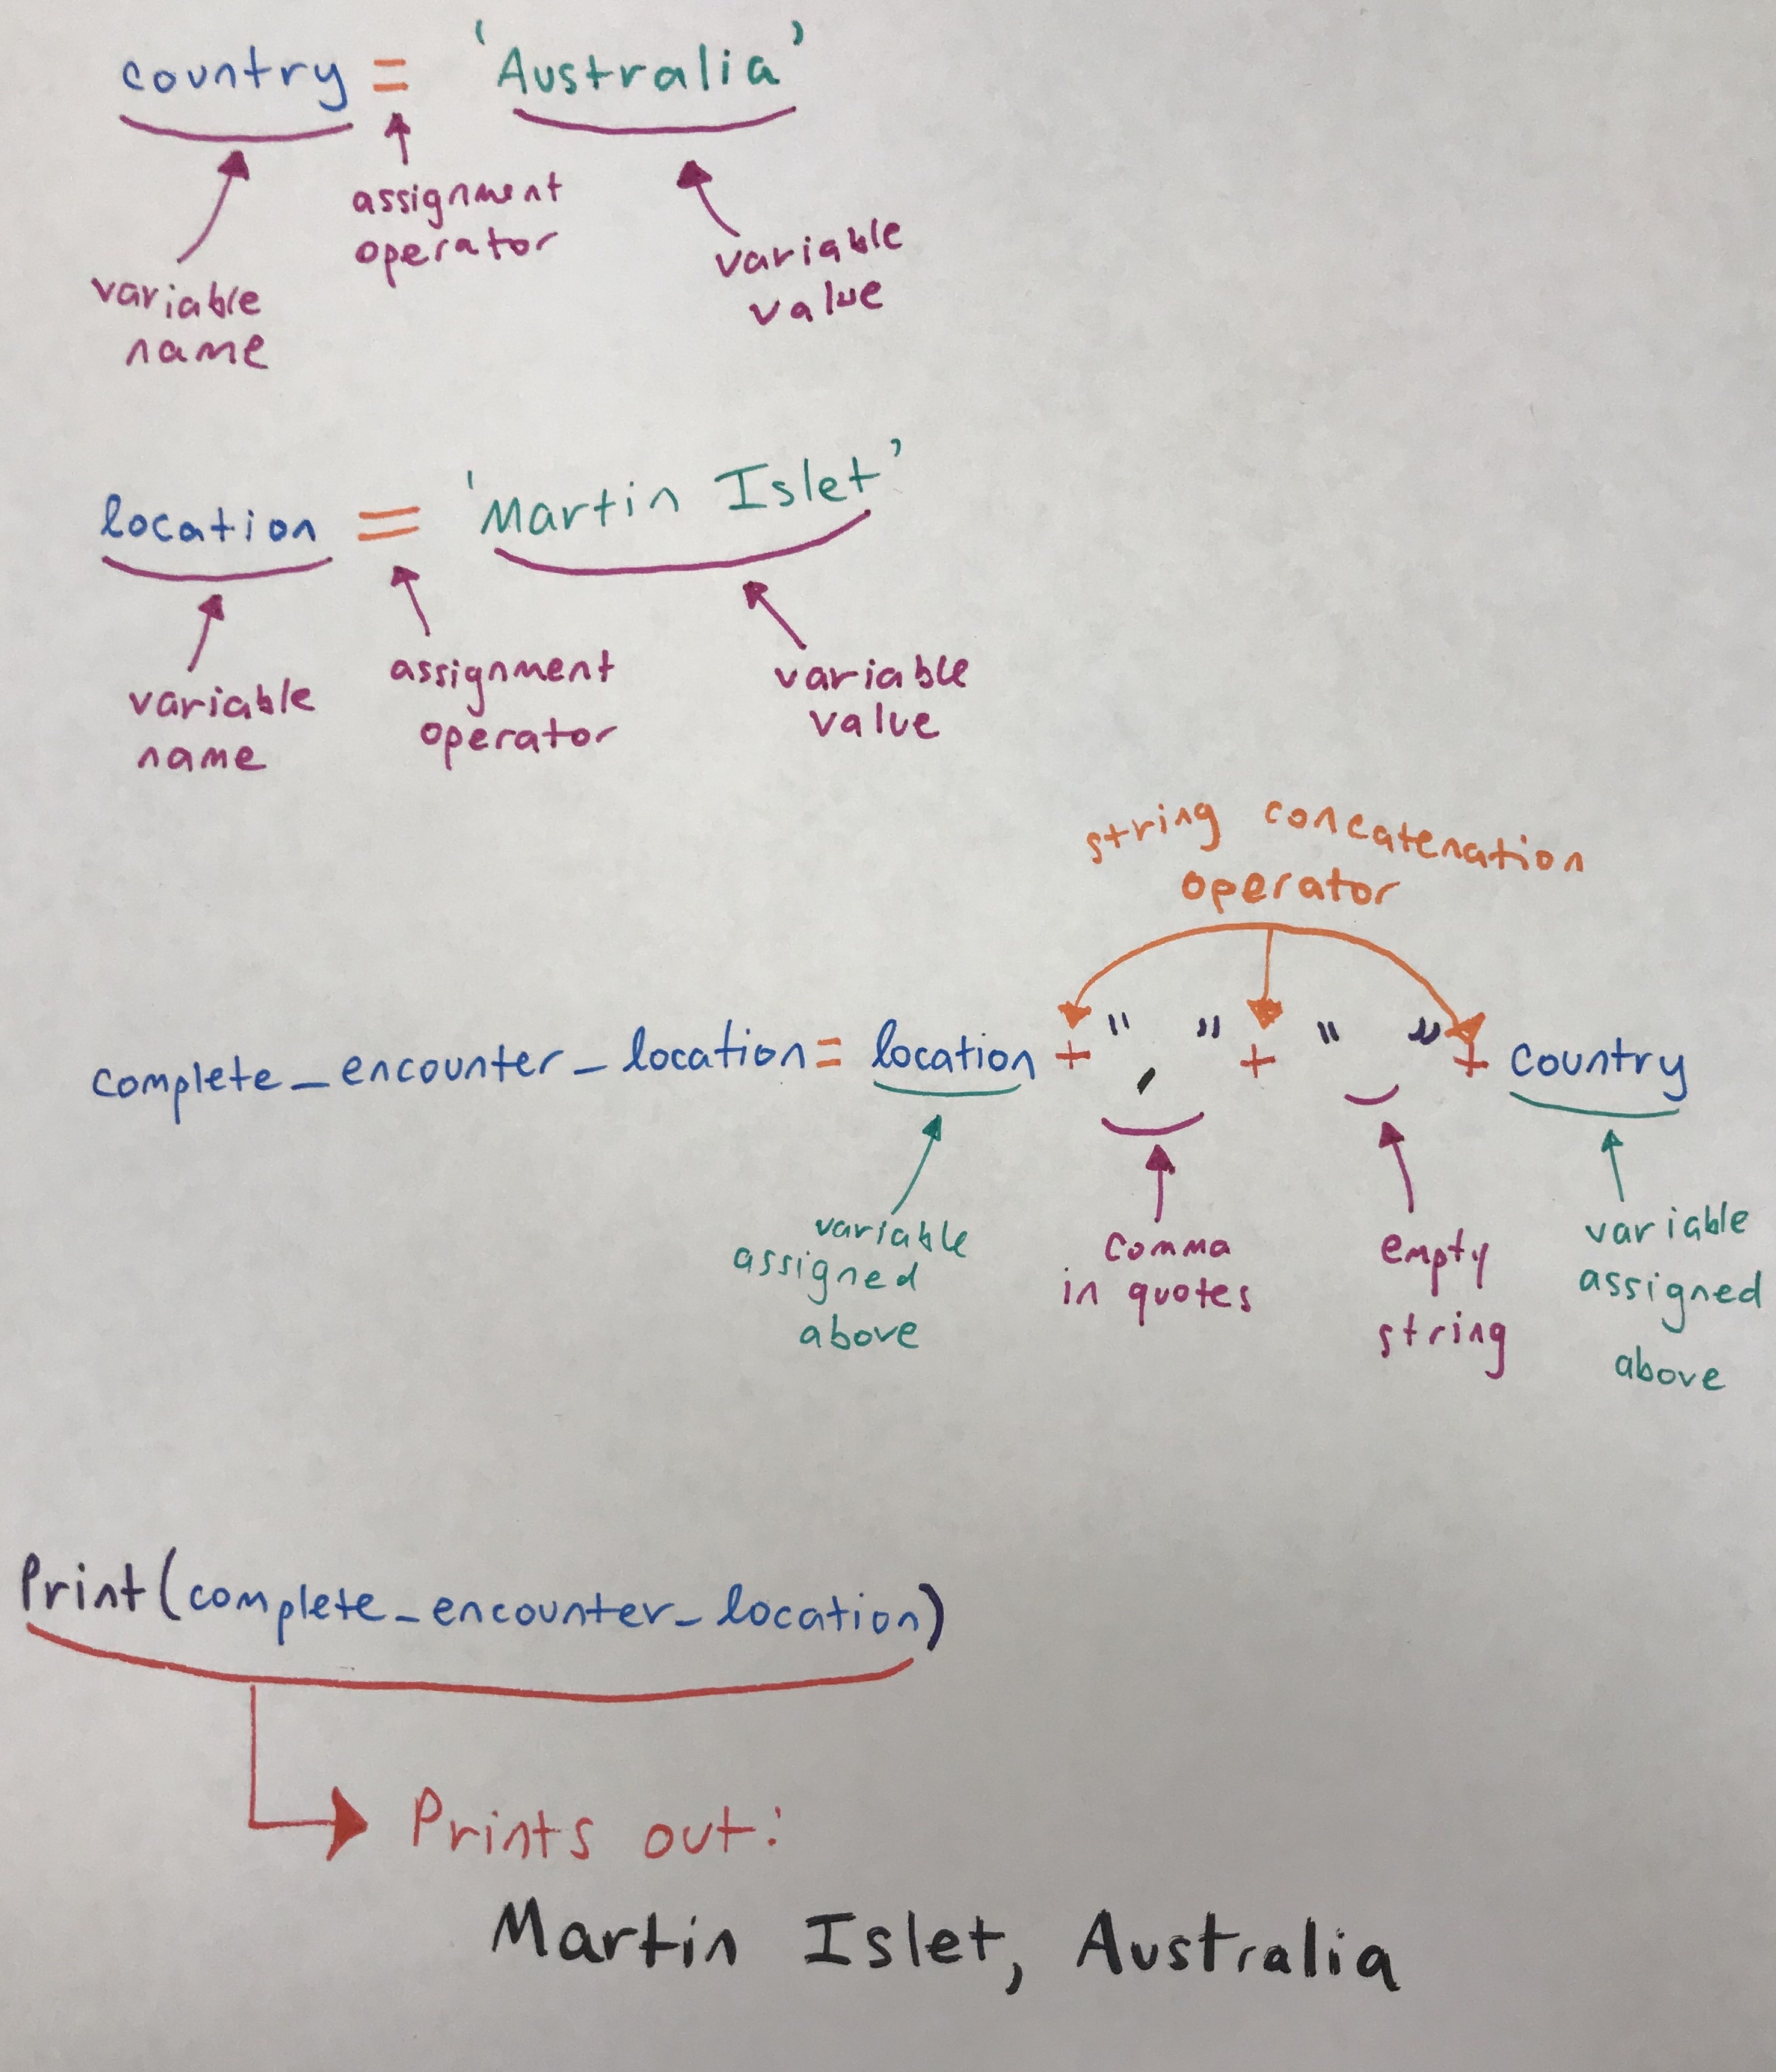 country = 'Australia'
variable name
assignment operator
variable value
location = 'Martin Islet'
variable name
assignment operator
variable value
string concatenation operator
complete_encounter_location = location + "," + " " + country
variable assigned above
comma in quotes
empty string
variable assigned above
Print(complete_encounter_location)
Prints out:
Martin Islet, Australia